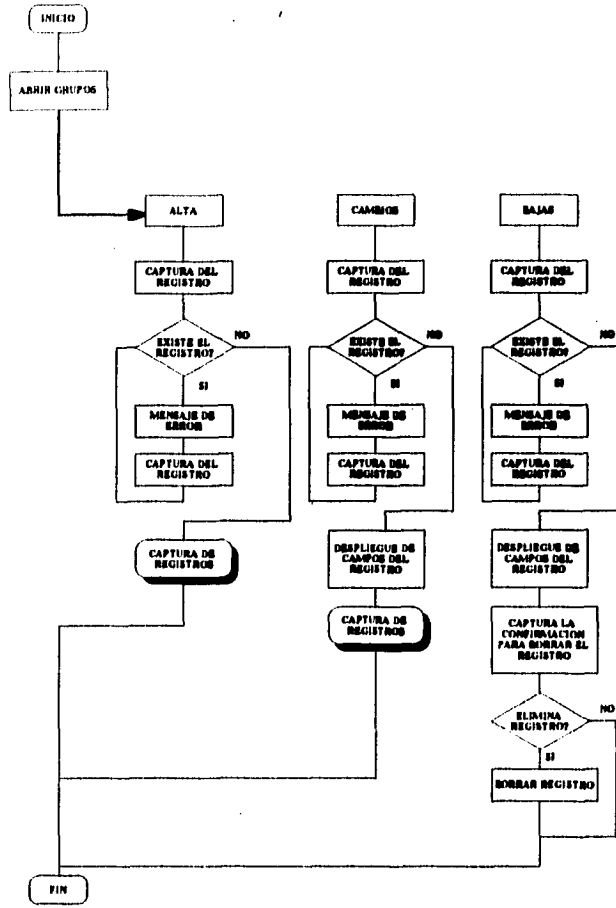 INICIO
ABRIR GRUPOS
ALTA
CAPTURA DEL
REGISTRO
EXISTE EL
REGISTRO?
NO
SI
MENSAJE DE
ERROR
CAPTURA DEL
REGISTRO
CAPTURA DE
REGISTROS
CAMBIOS
CAPTURA DEL
REGISTRO
EXISTE EL
REGISTRO?
NO
SI
MENSAJE DE
ERROR
CAPTURA DEL
REGISTRO
DESPLIEGUE DE
CAMPOS DEL
REGISTRO
CAPTURA DE
REGISTROS
BAJAS
CAPTURA DEL
REGISTRO
EXISTE EL
REGISTRO?
NO
SI
MENSAJE DE
ERROR
CAPTURA DEL
REGISTRO
DESPLIEGUE DE
CAMPOS DEL
REGISTRO
CAPTURA LA
CONFIRMACION
PARA BORRAR EL
REGISTRO
ELIMINA
REGISTRO?
NO
SI
BORRAR REGISTRO
FIN